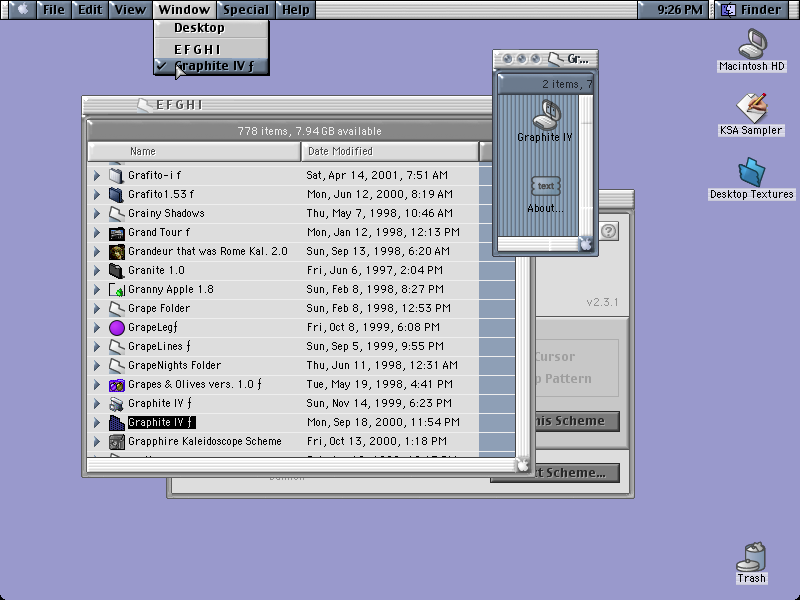 File Edit View Window Special Help 9:26 PM Finder
Desktop
E F G H I
✓ Graphite IV ƒ
Gr...
2 items, 7
Graphite IV
text
About...
Macintosh HD
KSA Sampler
Desktop Textures
Trash
E F G H I
778 items, 7.94 GB available
Name Date Modified
Grafito-i f Sat, Apr 14, 2001, 7:51 AM
Grafito1.53 f Mon, Jun 12, 2000, 8:19 AM
Grainy Shadows Thu, May 7, 1998, 10:46 AM
Grand Tour f Mon, Jan 12, 1998, 12:13 PM
Grandeur that was Rome Kal. 2.0 Sun, Sep 13, 1998, 6:20 AM
Granite 1.0 Fri, Jun 6, 1997, 2:04 PM
Granny Apple 1.8 Sun, Feb 8, 1998, 8:27 PM
Grape Folder Sun, Feb 8, 1998, 12:53 PM
GrapeLegƒ Fri, Oct 8, 1999, 6:08 PM
GrapeLines ƒ Sun, Sep 5, 1999, 9:55 PM
GrapeNights Folder Thu, Jun 11, 1998, 12:31 AM
Grapes & Olives vers. 1.0 ƒ Tue, May 19, 1998, 4:41 PM
Graphite IV ƒ Sun, Nov 14, 1999, 6:23 PM
Graphite IV ƒ Mon, Sep 18, 2000, 11:54 PM
Grapphire Kaleidoscope Scheme Fri, Oct 13, 2000, 1:18 PM
?
v2.3.1
Cursor
p Pattern
his Scheme
t Scheme...